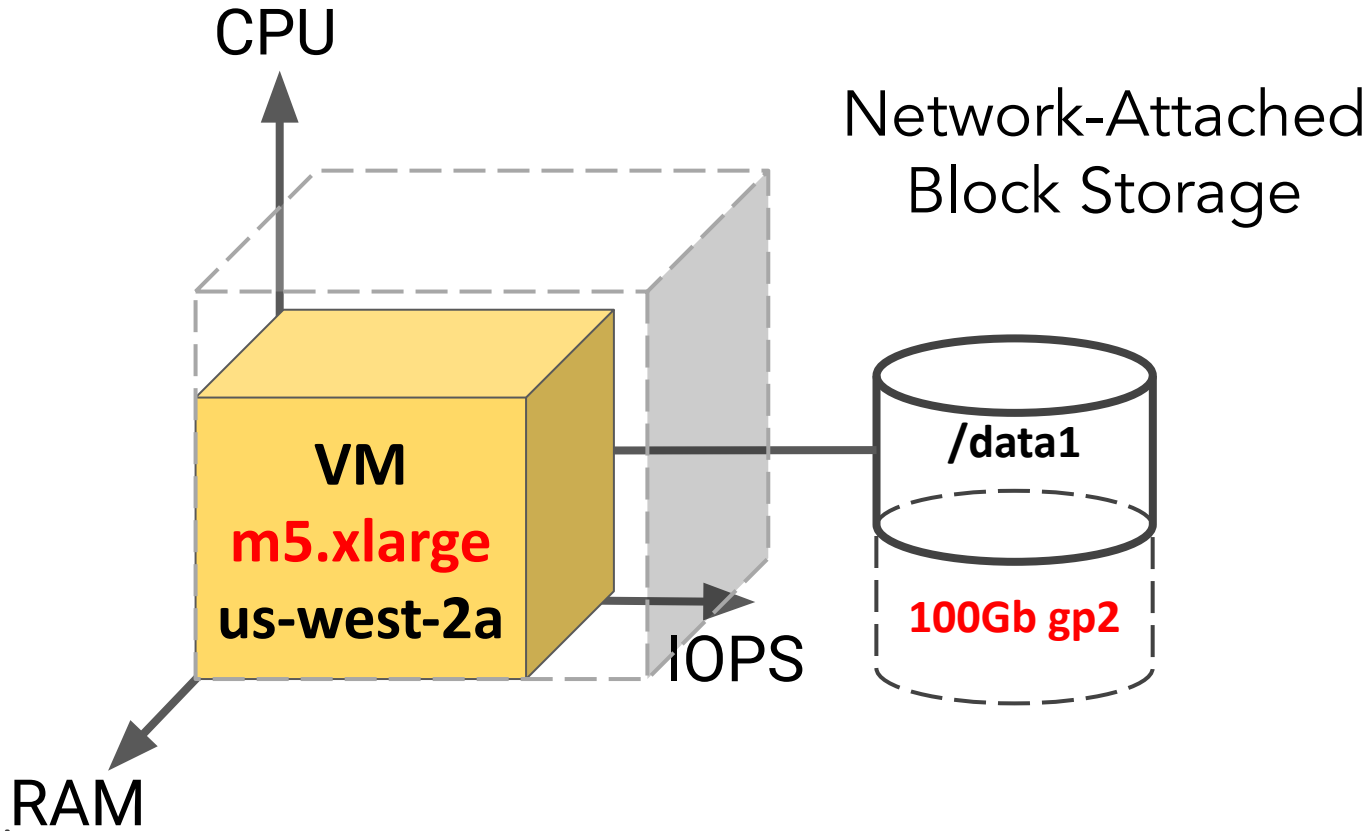 CPU
Network-Attached
Block Storage
VM
m5.xlarge
us-west-2a
/data1
100Gb gp2
IOPS
RAM